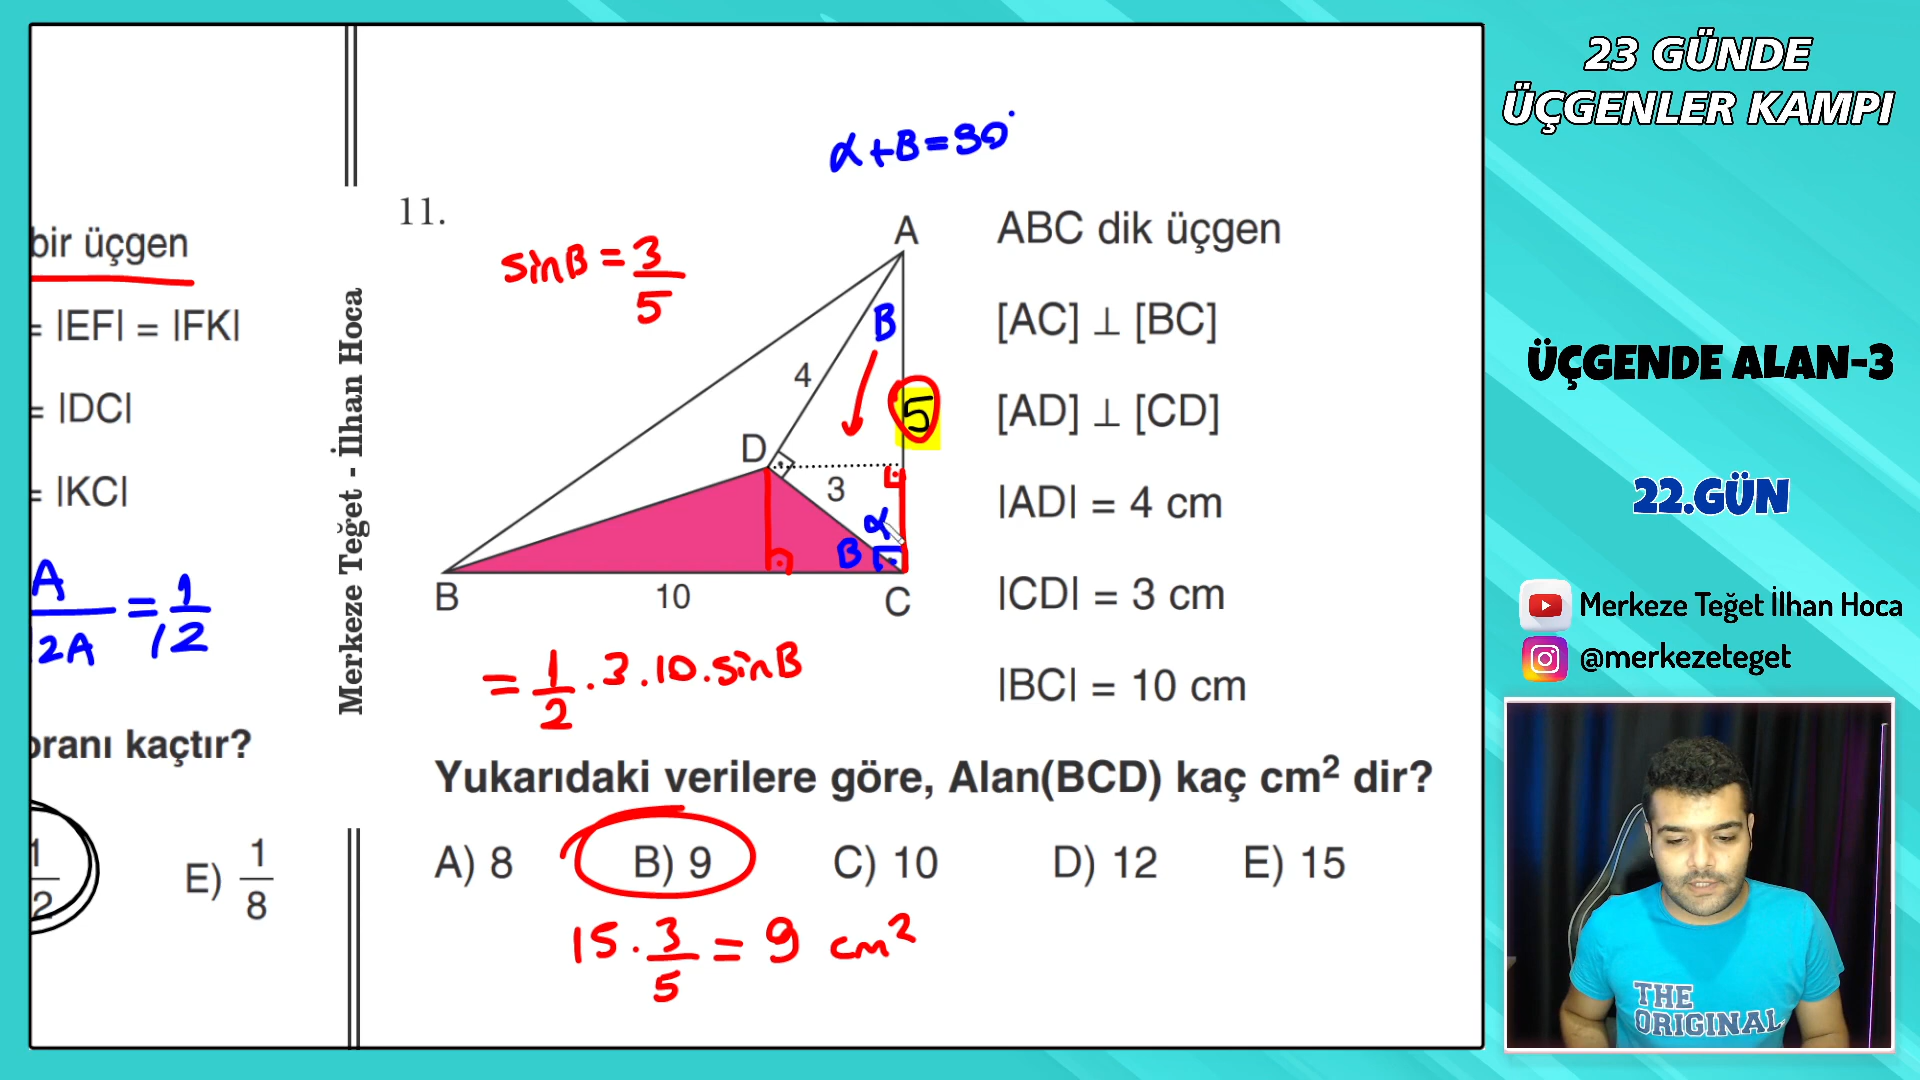 23 GÜNDE
ÜÇGENLER KAMPI
ÜÇGENDE ALAN-3
22.GÜN
Merkeze Teğet İlhan Hoca
@merkezeteget
THE
ORIGINAL
bir üçgen
= |EF| = |FK|
= |DC|
= |KC|
A/12A = 1/12
oranı kaçtır?
1/2
E) 1/8
Merkeze Teğet - İlhan Hoca
11.
α+B=90°
sinB = 3/5
A
B
4
5
D
3
α
B
B
10
C
ABC dik üçgen
[AC] ⊥ [BC]
[AD] ⊥ [CD]
|AD| = 4 cm
|CD| = 3 cm
|BC| = 10 cm
= 1/2 . 3 . 10 . sinB
Yukarıdaki verilere göre, Alan(BCD) kaç cm² dir?
A) 8 B) 9 C) 10 D) 12 E) 15
15 . 3/5 = 9 cm²